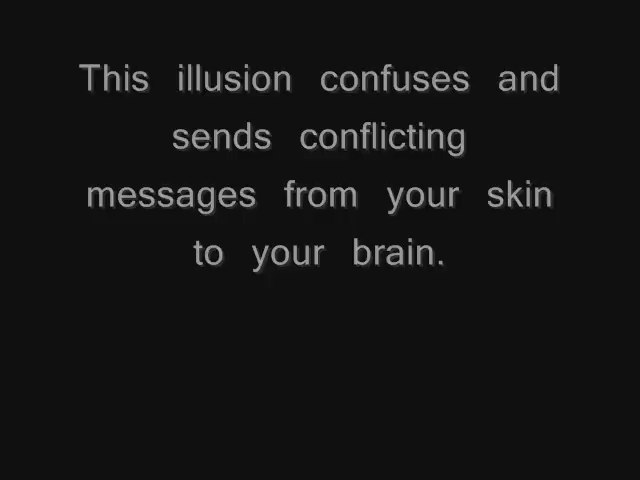 This illusion confuses and
sends conflicting
messages from your skin
to your brain.